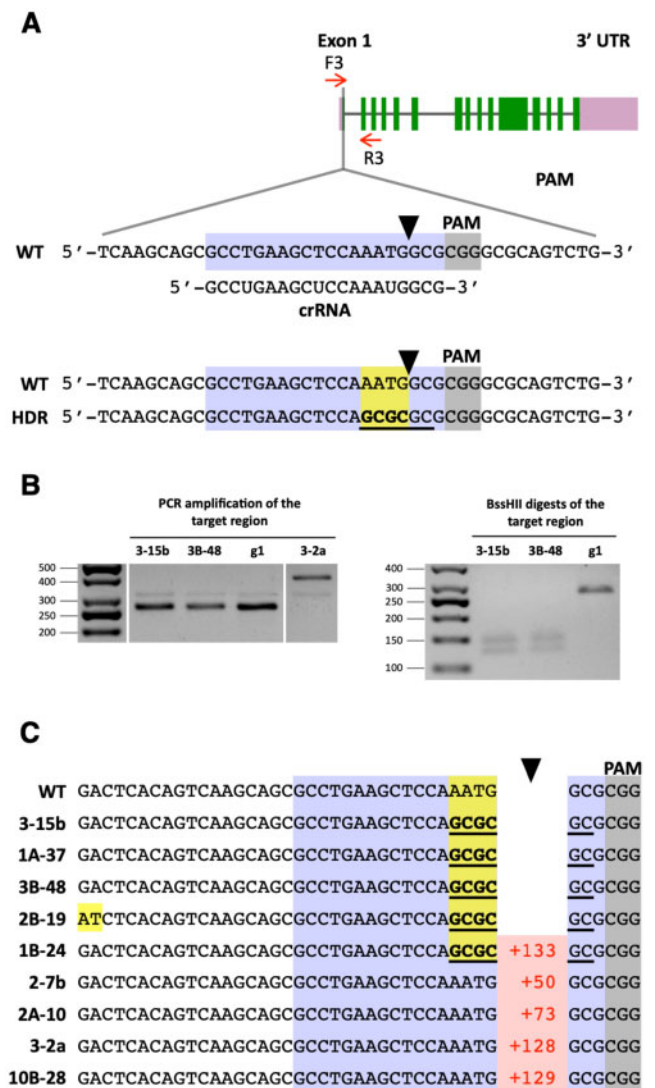 A
Exon 1
3′ UTR
F3
R3
PAM
PAM
WT 5′-TCAAGCAGCGCCTGAAGCTCCAAATGGCGCGGGCGCAGTCTG-3′
5′-GCCUGAAGCUCCAAAUGGCG-3′
crRNA
PAM
WT 5′-TCAAGCAGCGCCTGAAGCTCCAAATGGCGCGGGCGCAGTCTG-3′
HDR 5′-TCAAGCAGCGCCTGAAGCTCCAGCGCGCGCGGGCGCAGTCTG-3′
B
PCR amplification of the
target region
3-15b 3B-48 g1 3-2a
500
400
300
250
200
BssHII digests of the
target region
3-15b 3B-48 g1
400
300
250
200
150
100
C
PAM
WT GACTCACAGTCAAGCAGCGCCTGAAGCTCCAAATG GCGCGG
3-15b GACTCACAGTCAAGCAGCGCCTGAAGCTCCAGCGC GCGCGG
1A-37 GACTCACAGTCAAGCAGCGCCTGAAGCTCCAGCGC GCGCGG
3B-48 GACTCACAGTCAAGCAGCGCCTGAAGCTCCAGCGC GCGCGG
2B-19 ATCTCACAGTCAAGCAGCGCCTGAAGCTCCAGCGC GCGCGG
1B-24 GACTCACAGTCAAGCAGCGCCTGAAGCTCCAGCGC +133 GCGCGG
2-7b GACTCACAGTCAAGCAGCGCCTGAAGCTCCAAATG +50 GCGCGG
2A-10 GACTCACAGTCAAGCAGCGCCTGAAGCTCCAAATG +73 GCGCGG
3-2a GACTCACAGTCAAGCAGCGCCTGAAGCTCCAAATG +128 GCGCGG
10B-28 GACTCACAGTCAAGCAGCGCCTGAAGCTCCAAATG +129 GCGCGG